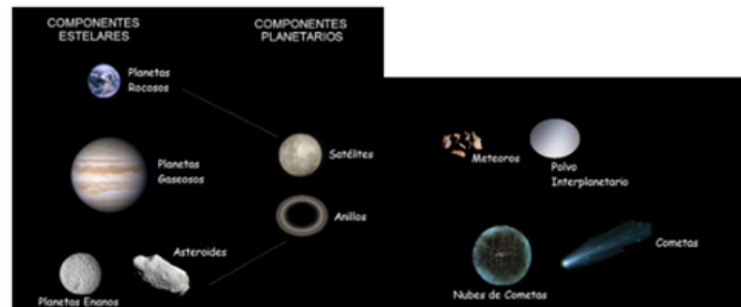 COMPONENTES
ESTELARES
COMPONENTES
PLANETARIOS
Planetas
Rocosos
Planetas
Gaseosos
Satélites
Anillos
Asteroides
Planetas Enanos
Meteoros
Polvo
Interplanetario
Cometas
Nubes de Cometas